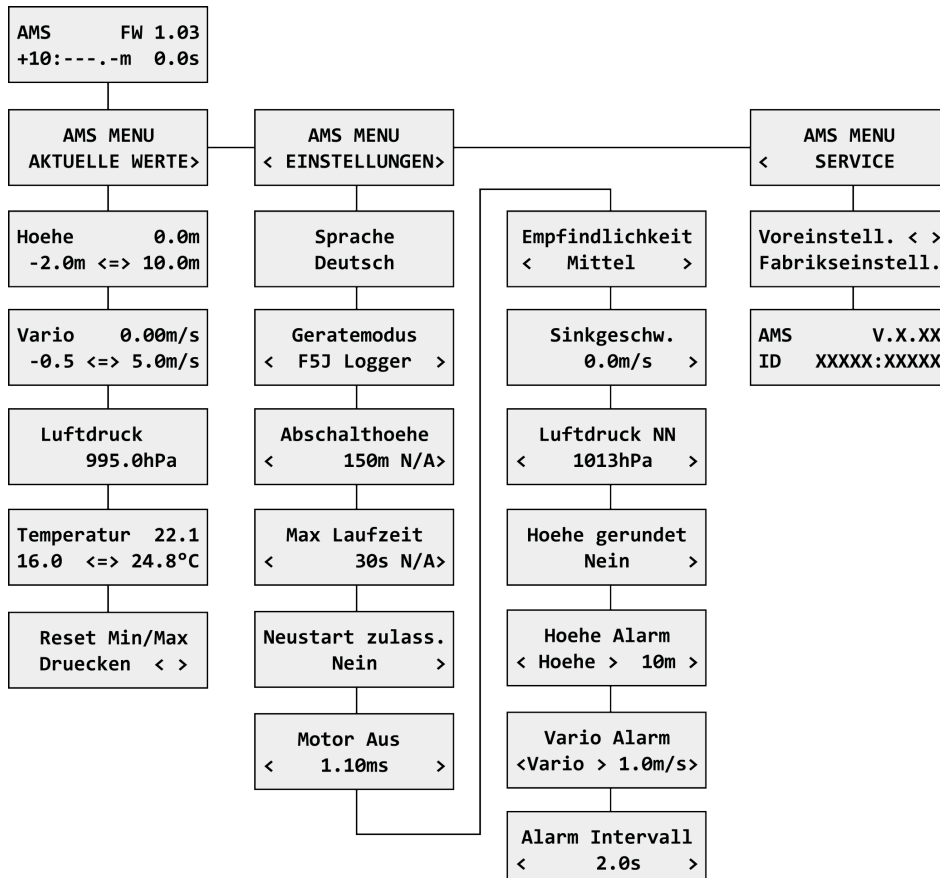 AMS FW 1.03
+10:---.-m 0.0s
AMS MENU
AKTUELLE WERTE>
Hoehe 0.0m
-2.0m <=> 10.0m
Vario 0.00m/s
-0.5 <=> 5.0m/s
Luftdruck
995.0hPa
Temperatur 22.1
16.0 <=> 24.8°C
Reset Min/Max
Druecken < >
AMS MENU
< EINSTELLUNGEN>
Sprache
Deutsch
Geratemodus
< F5J Logger >
Abschalthoehe
< 150m N/A>
Max Laufzeit
< 30s N/A>
Neustart zulass.
Nein >
Motor Aus
< 1.10ms >
Empfindlichkeit
< Mittel >
Sinkgeschw.
0.0m/s >
Luftdruck NN
< 1013hPa >
Hoehe gerundet
Nein >
Hoehe Alarm
< Hoehe > 10m >
Vario Alarm
<Vario > 1.0m/s>
Alarm Intervall
< 2.0s >
AMS MENU
< SERVICE
Voreinstell. < >
Fabrikseinstell.
AMS V.X.XX
ID XXXXX:XXXXX